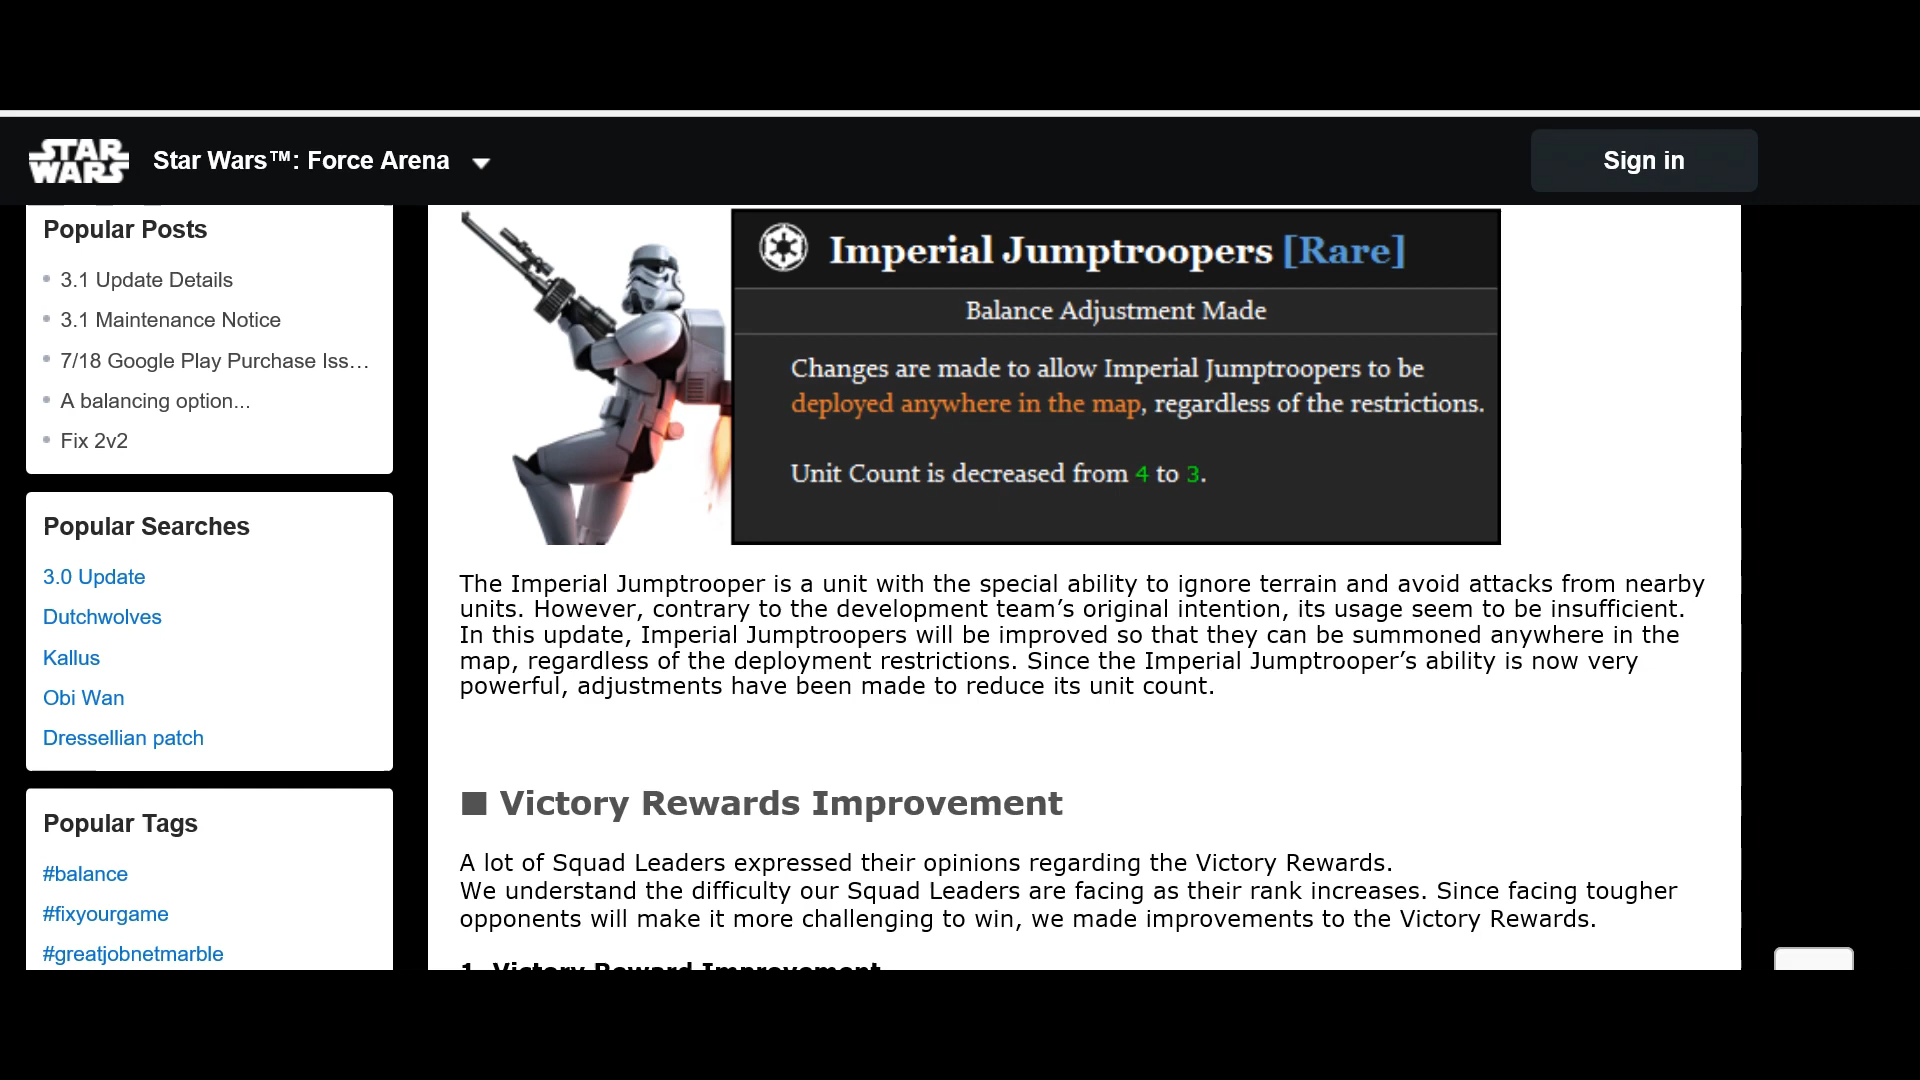 STAR WARS
Star Wars™: Force Arena
Sign in
Popular Posts
3.1 Update Details
3.1 Maintenance Notice
7/18 Google Play Purchase Iss...
A balancing option...
Fix 2v2
Popular Searches
3.0 Update
Dutchwolves
Kallus
Obi Wan
Dressellian patch
Popular Tags
#balance
#fixyourgame
#greatjobnetmarble
Imperial Jumptroopers [Rare]
Balance Adjustment Made
Changes are made to allow Imperial Jumptroopers to be
deployed anywhere in the map, regardless of the restrictions.
Unit Count is decreased from 4 to 3.
The Imperial Jumptrooper is a unit with the special ability to ignore terrain and avoid attacks from nearby
units. However, contrary to the development team’s original intention, its usage seem to be insufficient.
In this update, Imperial Jumptroopers will be improved so that they can be summoned anywhere in the
map, regardless of the deployment restrictions. Since the Imperial Jumptrooper’s ability is now very
powerful, adjustments have been made to reduce its unit count.
■ Victory Rewards Improvement
A lot of Squad Leaders expressed their opinions regarding the Victory Rewards.
We understand the difficulty our Squad Leaders are facing as their rank increases. Since facing tougher
opponents will make it more challenging to win, we made improvements to the Victory Rewards.
1. Victory Reward Improvement